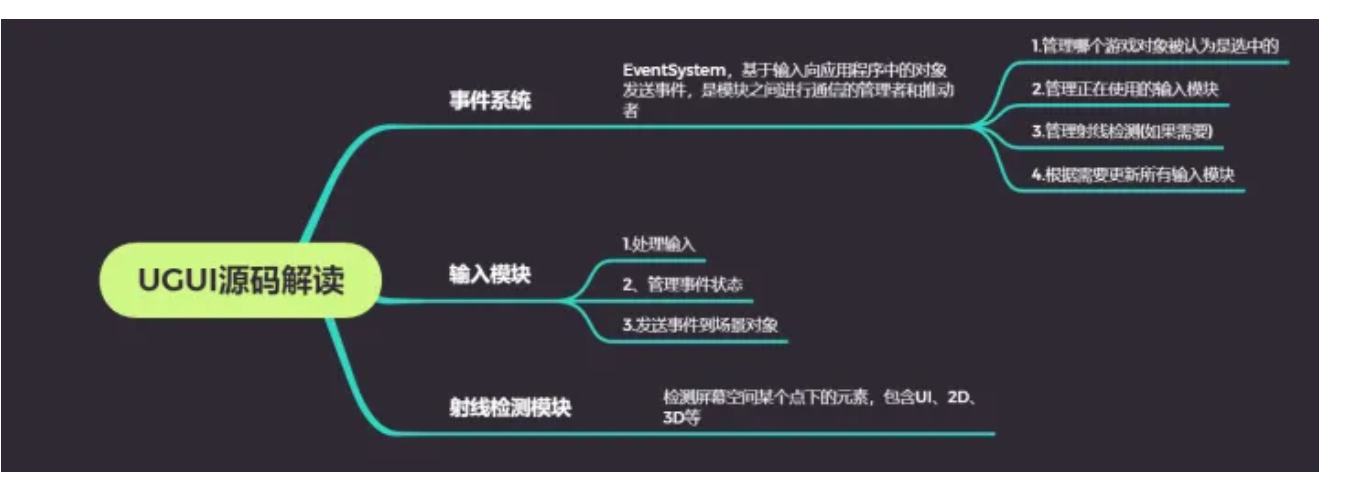 UGUI源码解读
事件系统
EventSystem，基于输入向应用程序中的对象
发送事件，是模块之间进行通信的管理者和推动
者
1.管理哪个游戏对象被认为是选中的
2.管理正在使用的输入模块
3.管理射线检测(如果需要)
4.根据需要更新所有输入模块
输入模块
1.处理输入
2、管理事件状态
3.发送事件到场景对象
射线检测模块
检测屏幕空间某个点下的元素，包含UI、2D、
3D等